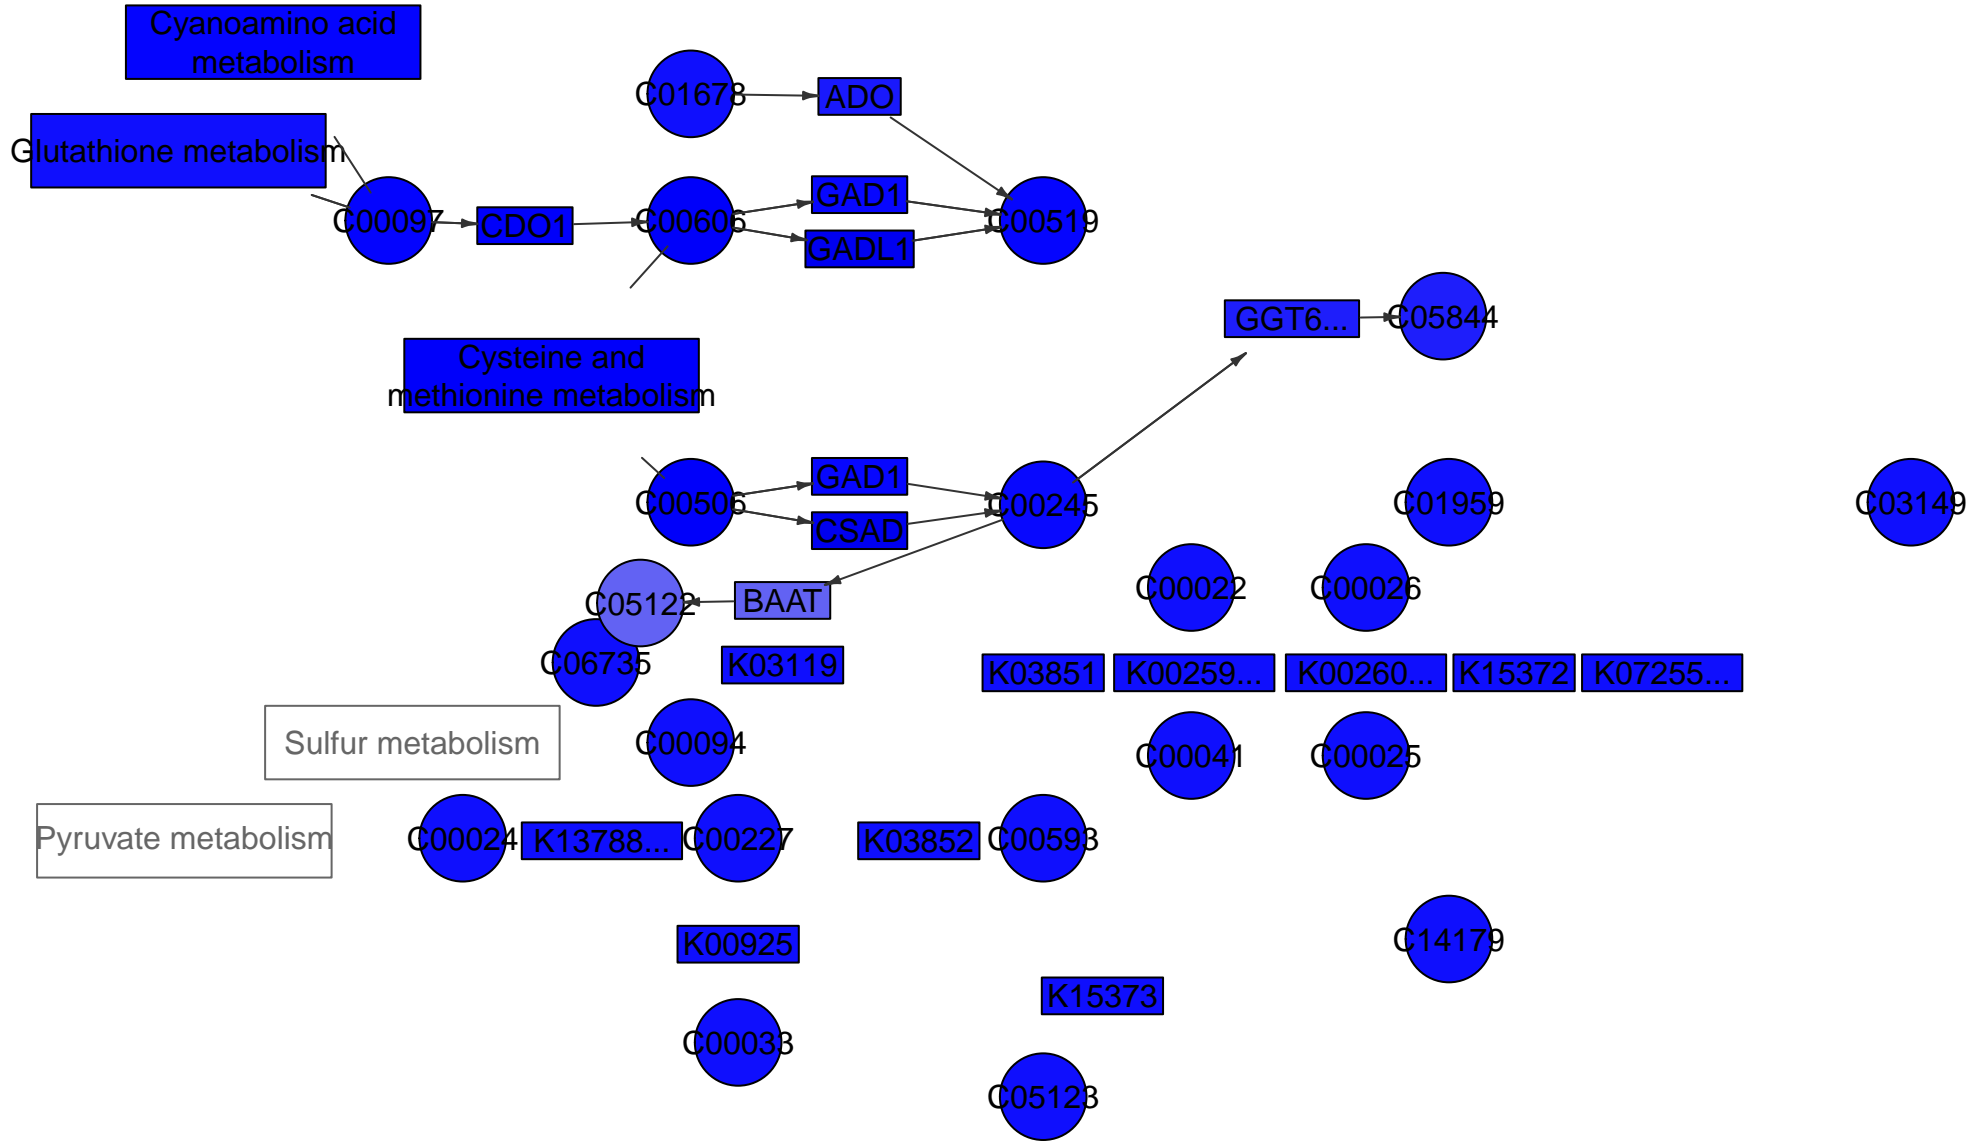 Cyanoamino acid
metabolism
C01678
ADO
Glutathione metabolism
C00097
CDO1
C00606
GAD1
GADL1
C00519
GGT6...
C05844
Cysteine and
methionine metabolism
C00506
GAD1
CSAD
C00245
C01959
C03149
C05122
BAAT
C00022
C00026
C06735
K03119
K03851
K00259...
K00260...
K15372
K07255...
Sulfur metabolism
C00094
C00041
C00025
Pyruvate metabolism
C00024
K13788...
C00227
K03852
C00593
K00925
C14179
K15373
C00033
C05123